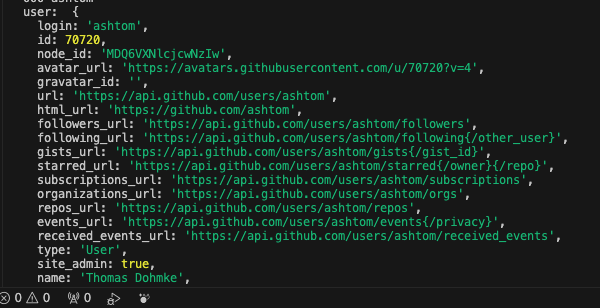 user:  {
login: 'ashtom',
id: 70720,
node_id: 'MDQ6VXNlcjcwNzIw',
avatar_url: 'https://avatars.githubusercontent.com/u/70720?v=4',
gravatar_id: '',
url: 'https://api.github.com/users/ashtom',
html_url: 'https://github.com/ashtom',
followers_url: 'https://api.github.com/users/ashtom/followers',
following_url: 'https://api.github.com/users/ashtom/following{/other_user}',
gists_url: 'https://api.github.com/users/ashtom/gists{/gist_id}',
starred_url: 'https://api.github.com/users/ashtom/starred{/owner}{/repo}',
subscriptions_url: 'https://api.github.com/users/ashtom/subscriptions',
organizations_url: 'https://api.github.com/users/ashtom/orgs',
repos_url: 'https://api.github.com/users/ashtom/repos',
events_url: 'https://api.github.com/users/ashtom/events{/privacy}',
received_events_url: 'https://api.github.com/users/ashtom/received_events',
type: 'User',
site_admin: true,
name: 'Thomas Dohmke',
0 0 0